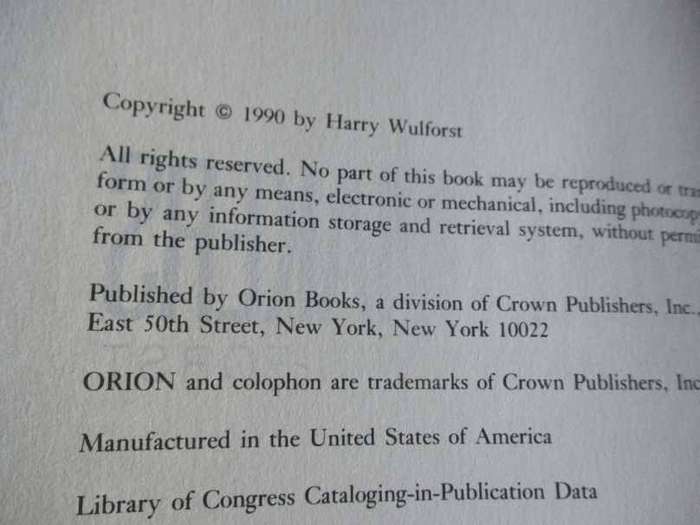 Copyright © 1990 by Harry Wulforst
All rights reserved. No part of this book may be reproduced or
form or by any means, electronic or mechanical, including
or by any information storage and retrieval system, without
from the publisher.
Published by Orion Books, a division of Crown Publishers, Inc.,
East 50th Street, New York, New York 10022
ORION and colophon are trademarks of Crown Publishers, Inc
Manufactured in the United States of America
Library of Congress Cataloging-in-Publication Data